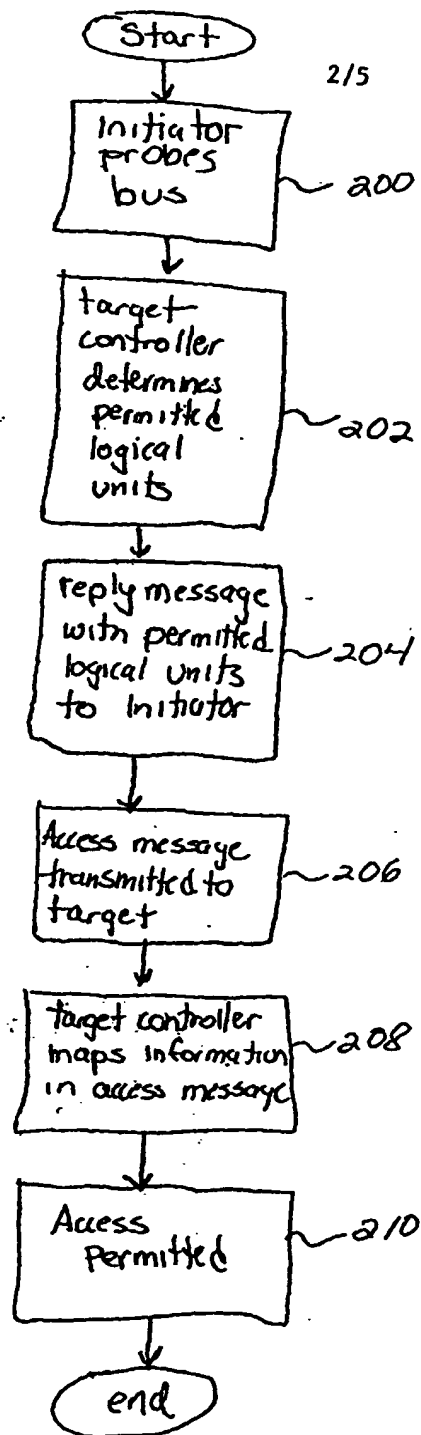 Start
2/5
Initiator
probes
bus
200
target
controller
determines
permitted
logical
units
202
reply message
with permitted
logical units
to Initiator
204
Access message
transmitted to
target
206
target controller
maps information
in access message
208
Access
permitted
210
end